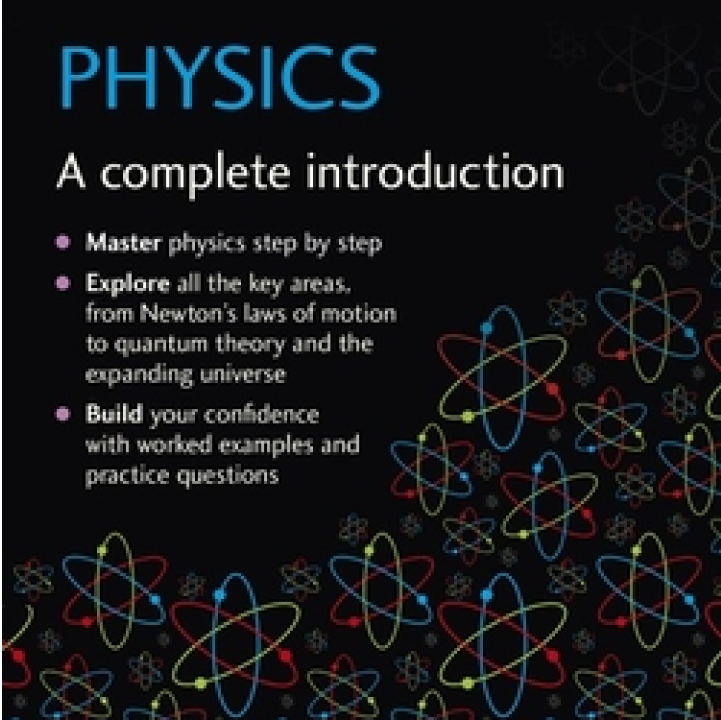 PHYSICS
A complete introduction
● Master physics step by step
● Explore all the key areas,
from Newton's laws of motion
to quantum theory and the
expanding universe
● Build your confidence
with worked examples and
practice questions